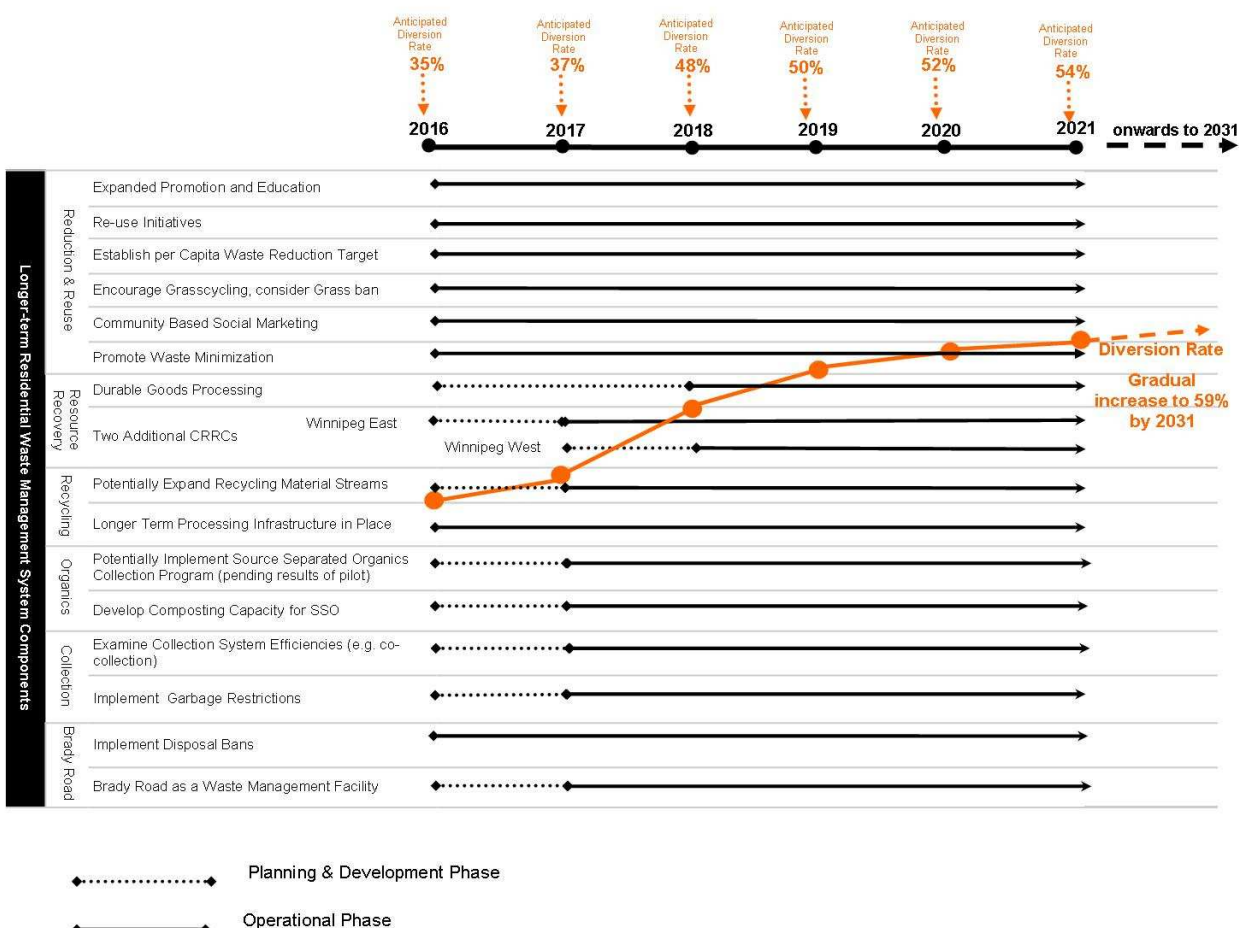 Anticipated
Diversion
Rate
35%
Anticipated
Diversion
Rate
37%
Anticipated
Diversion
Rate
48%
Anticipated
Diversion
Rate
50%
Anticipated
Diversion
Rate
52%
Anticipated
Diversion
Rate
54%
2016 2017 2018 2019 2020 2021 onwards to 2031
Longer-term Residential Waste Management System Components
Reduction & Reuse
Expanded Promotion and Education
Re-use Initiatives
Establish per Capita Waste Reduction Target
Encourage Grasscycling, consider Grass ban
Community Based Social Marketing
Promote Waste Minimization
Diversion Rate
Gradual
increase to 59%
by 2031
Resource
Recovery
Durable Goods Processing
Two Additional CRRCs
Winnipeg East
Winnipeg West
Recycling
Potentially Expand Recycling Material Streams
Longer Term Processing Infrastructure in Place
Organics
Potentially Implement Source Separated Organics
Collection Program (pending results of pilot)
Develop Composting Capacity for SSO
Collection
Examine Collection System Efficiencies (e.g. co-
collection)
Implement Garbage Restrictions
Brady Road
Implement Disposal Bans
Brady Road as a Waste Management Facility
Planning & Development Phase
Operational Phase